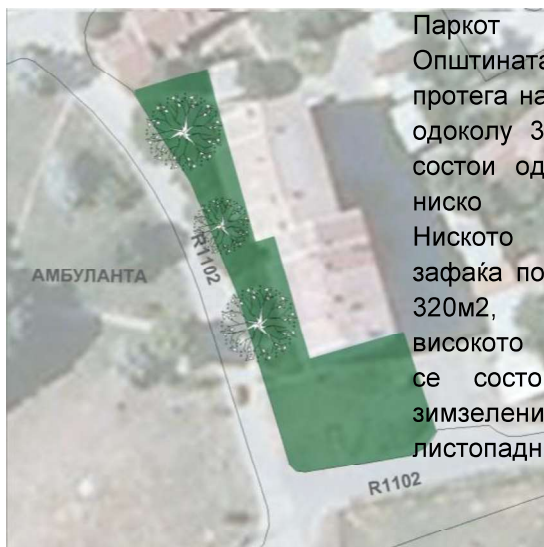 Паркот
Општината
протега на
одоколу 3
состои од
ниско
Ниското
зафаќа по
320м2,
високото
се состо
зимзелени
листопадн
АМБУЛАНТА
R1102
R1102